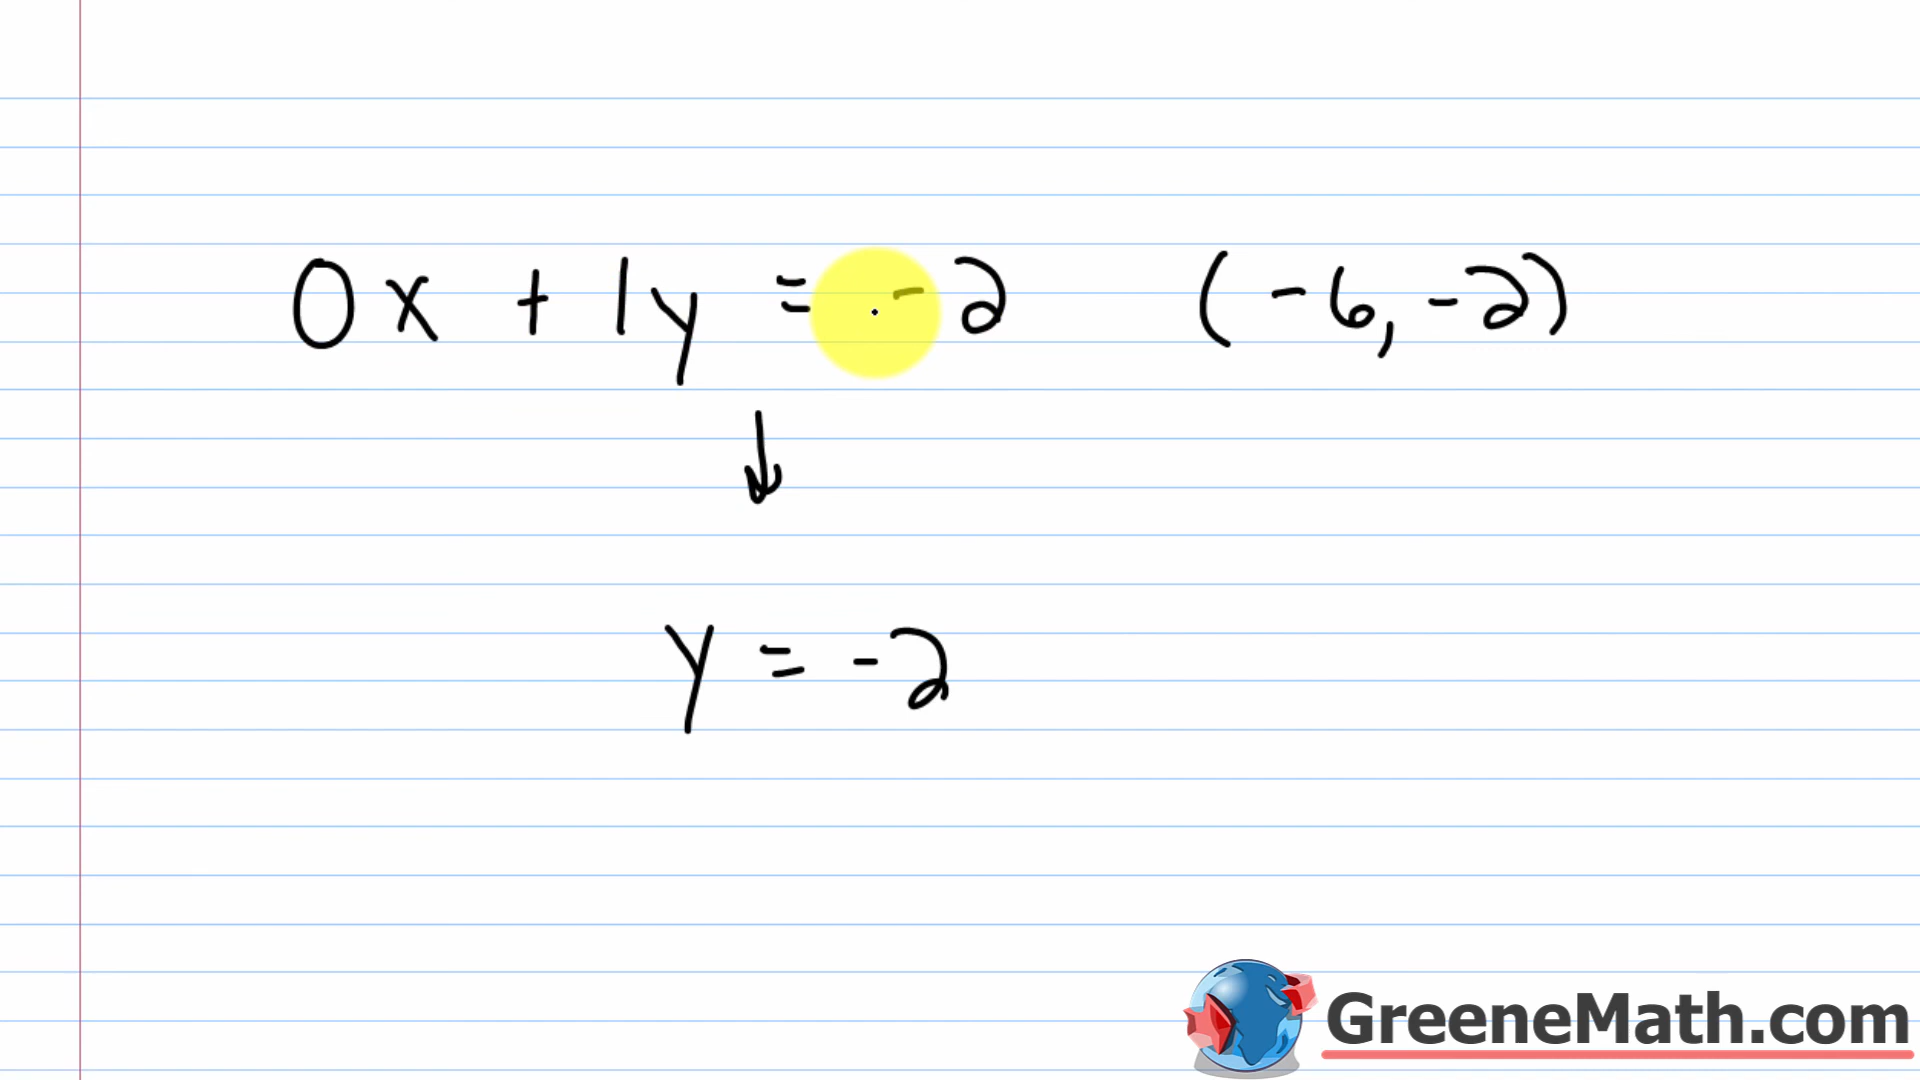 0x + 1y = -2 (-6, -2)
↓
y = -2
GreeneMath.com